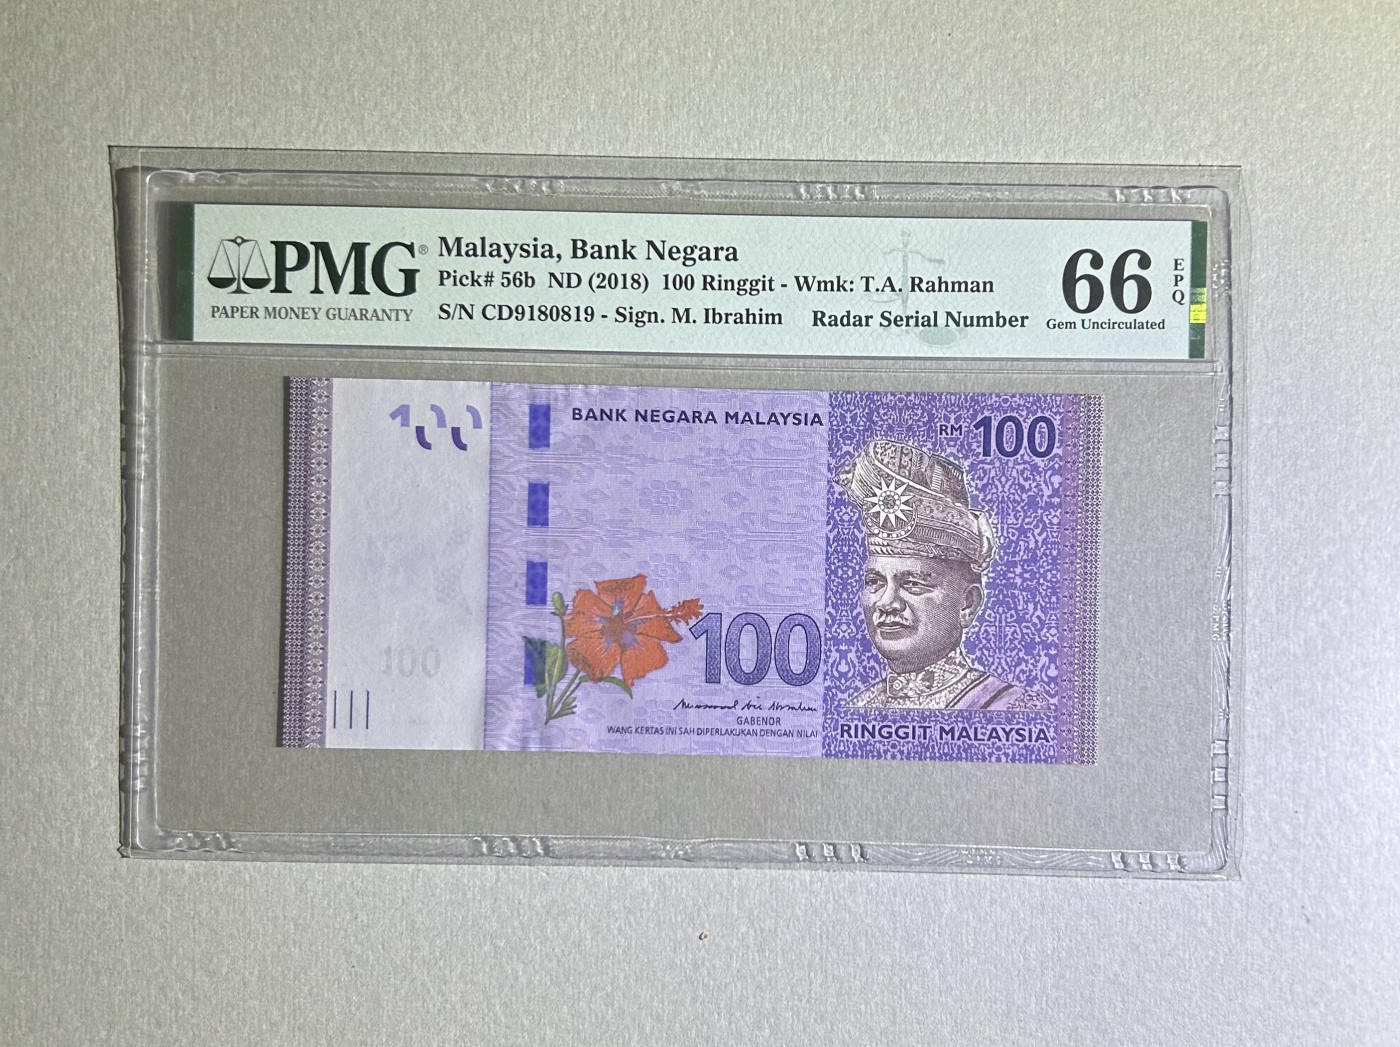 PMG®
PAPER MONEY GUARANTY
Malaysia, Bank Negara
Pick# 56b ND (2018) 100 Ringgit - Wmk: T.A. Rahman
S/N CD9180819 - Sign. M. Ibrahim Radar Serial Number
66
Gem Uncirculated
EPQ
100
BANK NEGARA MALAYSIA
RM 100
100
100
GABENOR
WANG KERTAS INI SAH DIPERLAKUKAN DENGAN NILAI
RINGGIT MALAYSIA